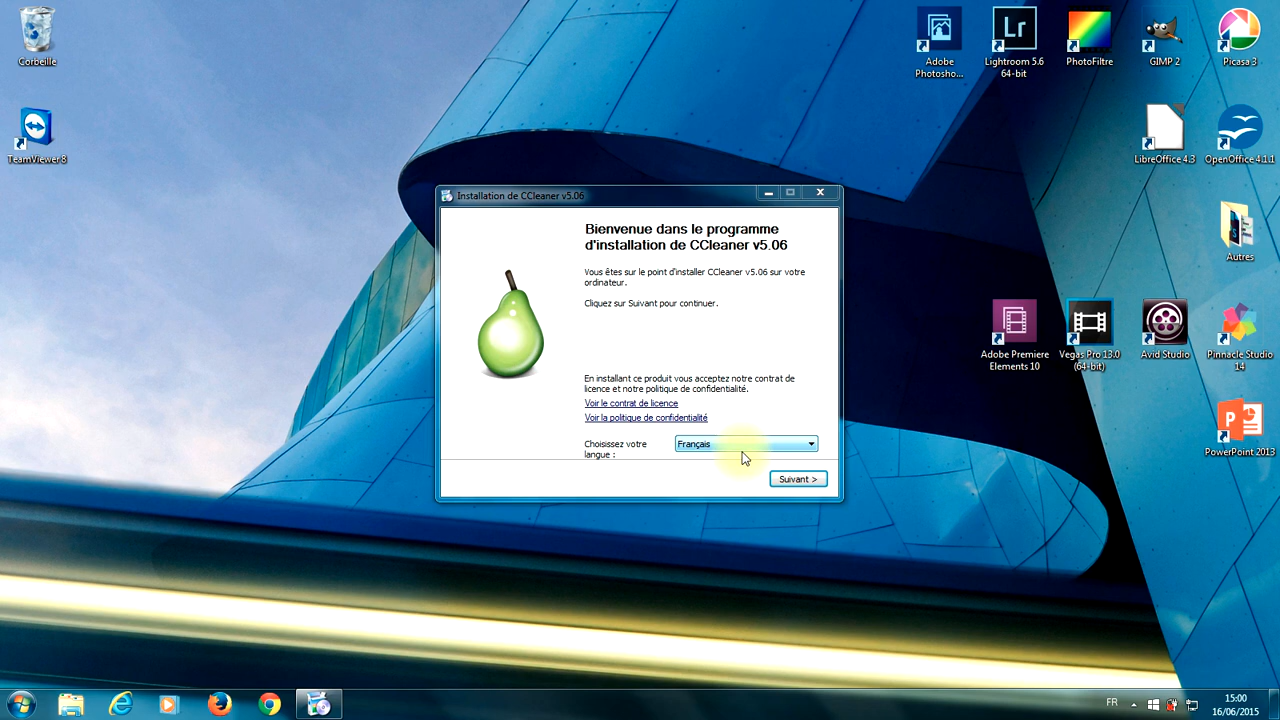 Corbeille
Adobe
Photosho...
Lightroom 5.6
64-bit
PhotoFiltre
GIMP 2
Picasa 3
TeamViewer 8
LibreOffice 4.3
OpenOffice 4.1.1
Autres
Adobe Premiere
Elements 10
Vegas Pro 13.0
(64-bit)
Avid Studio
Pinnacle Studio
14
PowerPoint 2013
Lr
Installation de CCleaner v5.06
Bienvenue dans le programme
d'installation de CCleaner v5.06
Vous êtes sur le point d'installer CCleaner v5.06 sur votre
ordinateur.
Cliquez sur Suivant pour continuer.
En installant ce produit vous acceptez notre contrat de
licence et notre politique de confidentialité.
Voir le contrat de licence
Voir la politique de confidentialité
Choisissez votre
langue :
Français
Suivant >
FR
15:00
16/06/2015